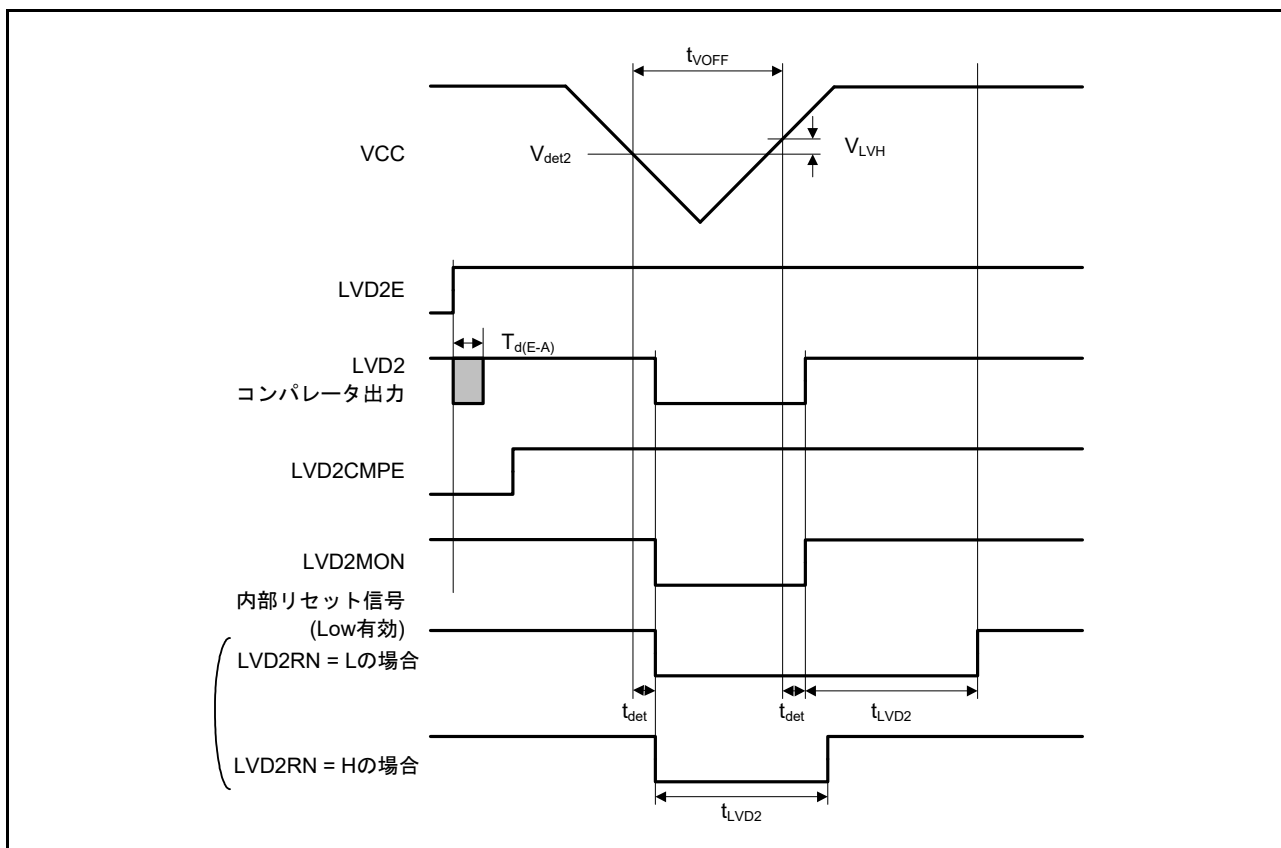 tVOFF
VCC
Vdet2
VLVH
LVD2E
Td(E-A)
LVD2
コンパレータ出力
LVD2CMPE
LVD2MON
内部リセット信号
(Low有効)
LVD2RN = Lの場合
tdet
tdet
tLVD2
LVD2RN = Hの場合
tLVD2